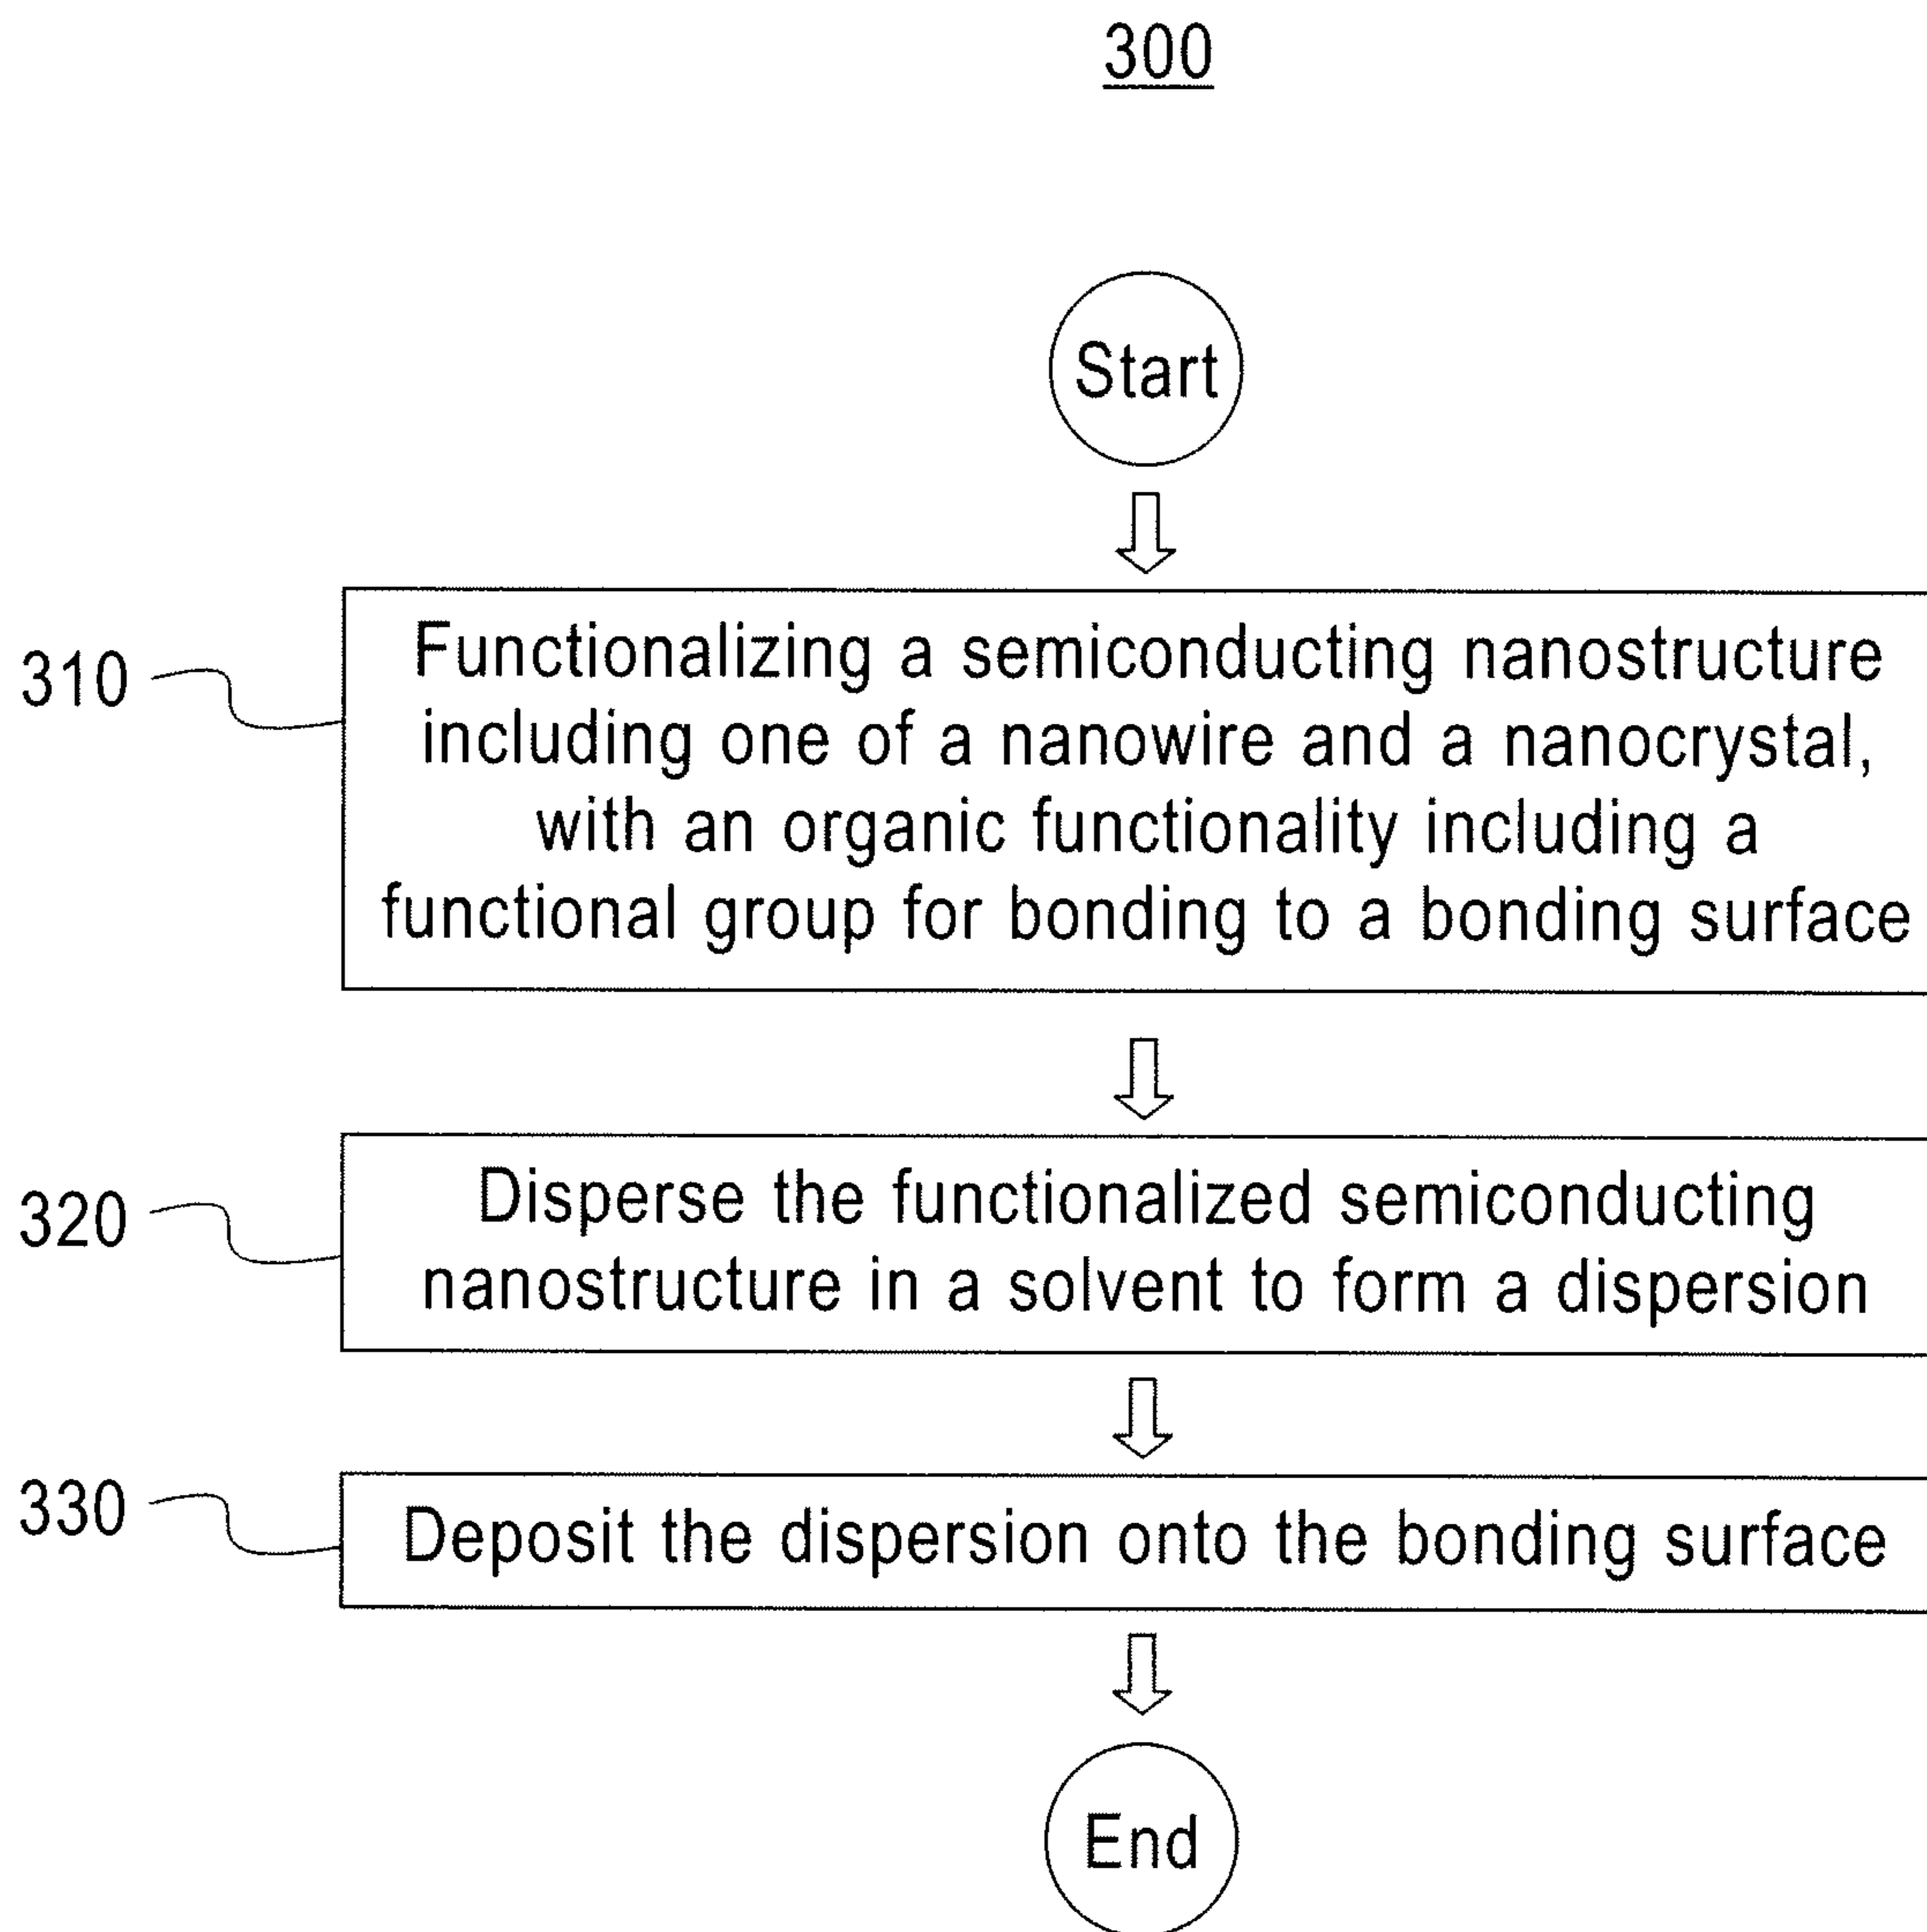 300
Start
310
Functionalizing a semiconducting nanostructure
including one of a nanowire and a nanocrystal,
with an organic functionality including a
functional group for bonding to a bonding surface
320
Disperse the functionalized semiconducting
nanostructure in a solvent to form a dispersion
330
Deposit the dispersion onto the bonding surface
End